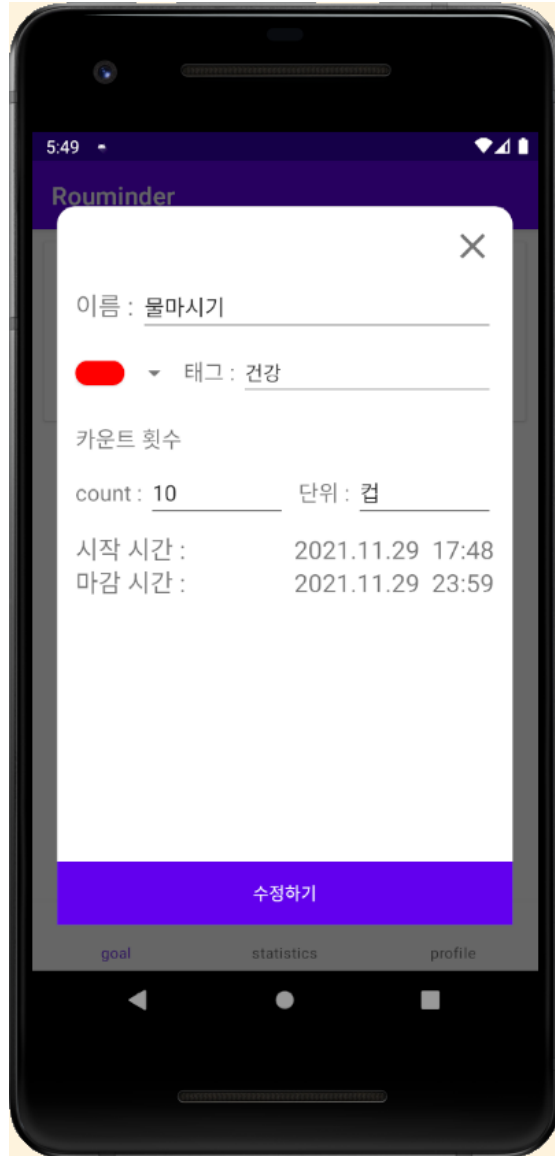 5:49
Rouminder
이름 : 물마시기
태그 : 건강
카운트 횟수
count : 10 단위 : 컵
시작 시간 : 2021.11.29 17:48
마감 시간 : 2021.11.29 23:59
수정하기
goal statistics profile